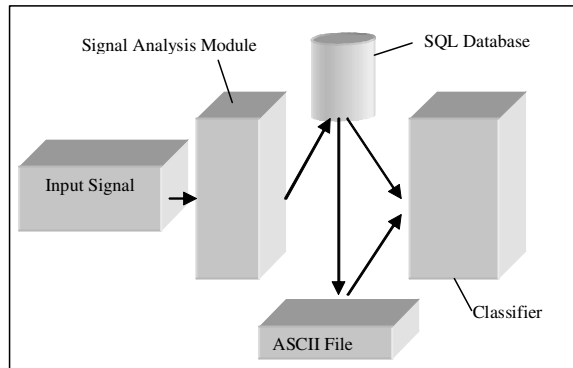 Signal Analysis Module
SQL Database
Input Signal
Classifier
ASCII File